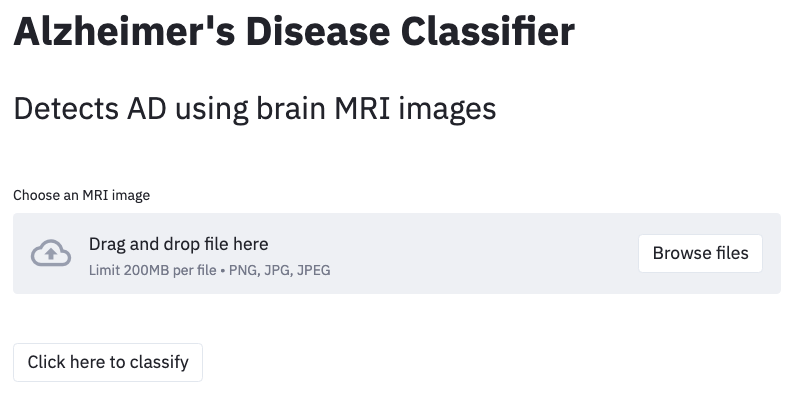 Alzheimer's Disease Classifier
Detects AD using brain MRI images
Choose an MRI image
Drag and drop file here
Limit 200MB per file • PNG, JPG, JPEG
Browse files
Click here to classify